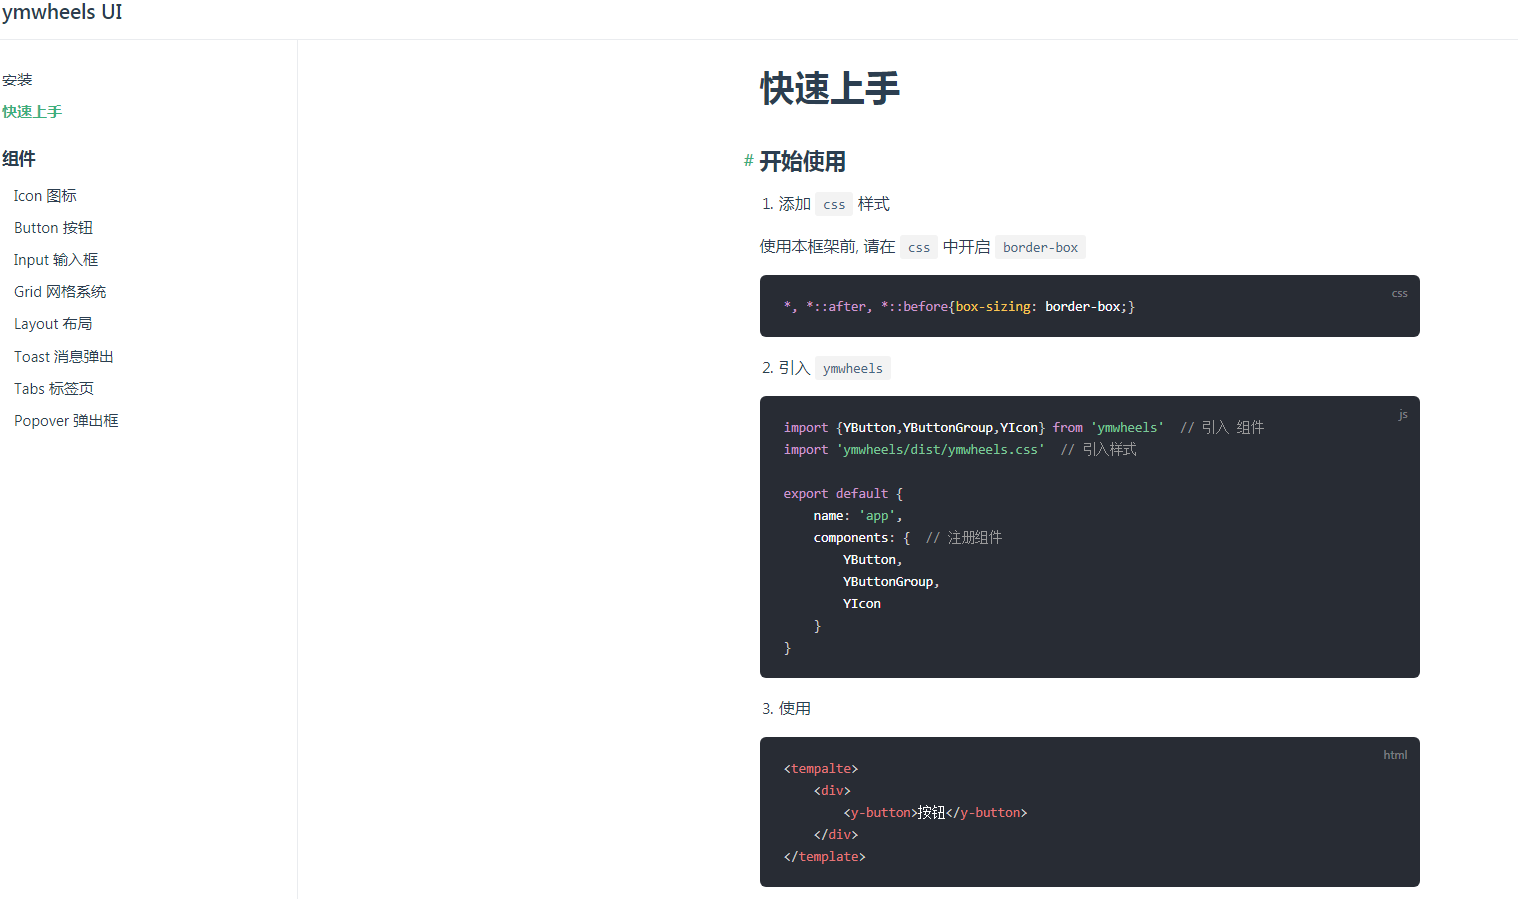 ymwheels UI
安装
快速上手
组件
Icon 图标
Button 按钮
Input 输入框
Grid 网格系统
Layout 布局
Toast 消息弹出
Tabs 标签页
Popover 弹出框
快速上手
# 开始使用
1. 添加 css 样式
使用本框架前, 请在 css 中开启 border-box
css
*, *::after, *::before{box-sizing: border-box;}
2. 引入 ymwheels
js
import {YButton,YButtonGroup,YIcon} from 'ymwheels'  // 引入 组件
import 'ymwheels/dist/ymwheels.css'  // 引入样式
export default {
    name: 'app',
    components: {  // 注册组件
        YButton,
        YButtonGroup,
        YIcon
    }
}
3. 使用
html
<tempalte>
    <div>
        <y-button>按钮</y-button>
    </div>
</template>